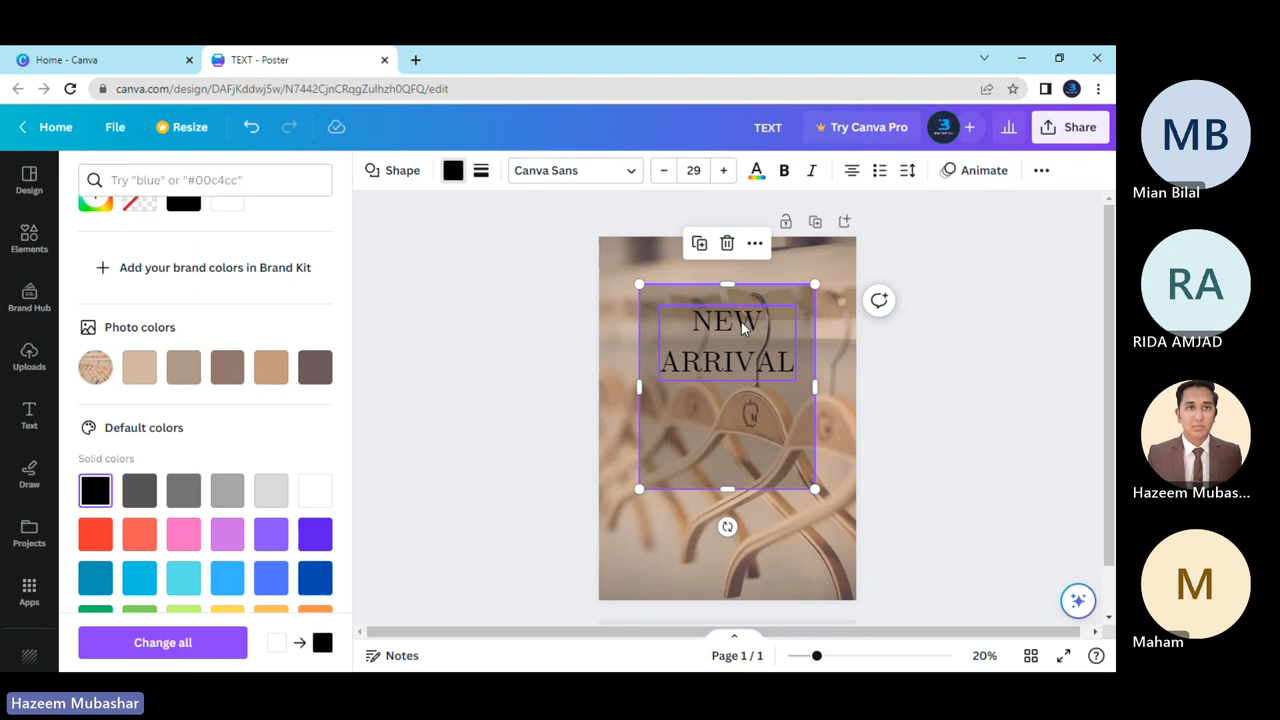 Home - Canva
TEXT - Poster
canva.com/design/DAFjKddwj5w/N7442CjnCRqgZulhzh0QFQ/edit
Home
File
Resize
TEXT
Try Canva Pro
Share
Design
Elements
Brand Hub
Uploads
Text
Draw
Projects
Apps
Try "blue" or "#00c4cc"
Add your brand colors in Brand Kit
Photo colors
Default colors
Solid colors
Change all
Shape
Canva Sans
29
A
B
I
Animate
NEW
ARRIVAL
M
Notes
Page 1 / 1
20%
MB
Mian Bilal
RA
RIDA AMJAD
Hazeem Mubas...
M
Maham
Hazeem Mubashar